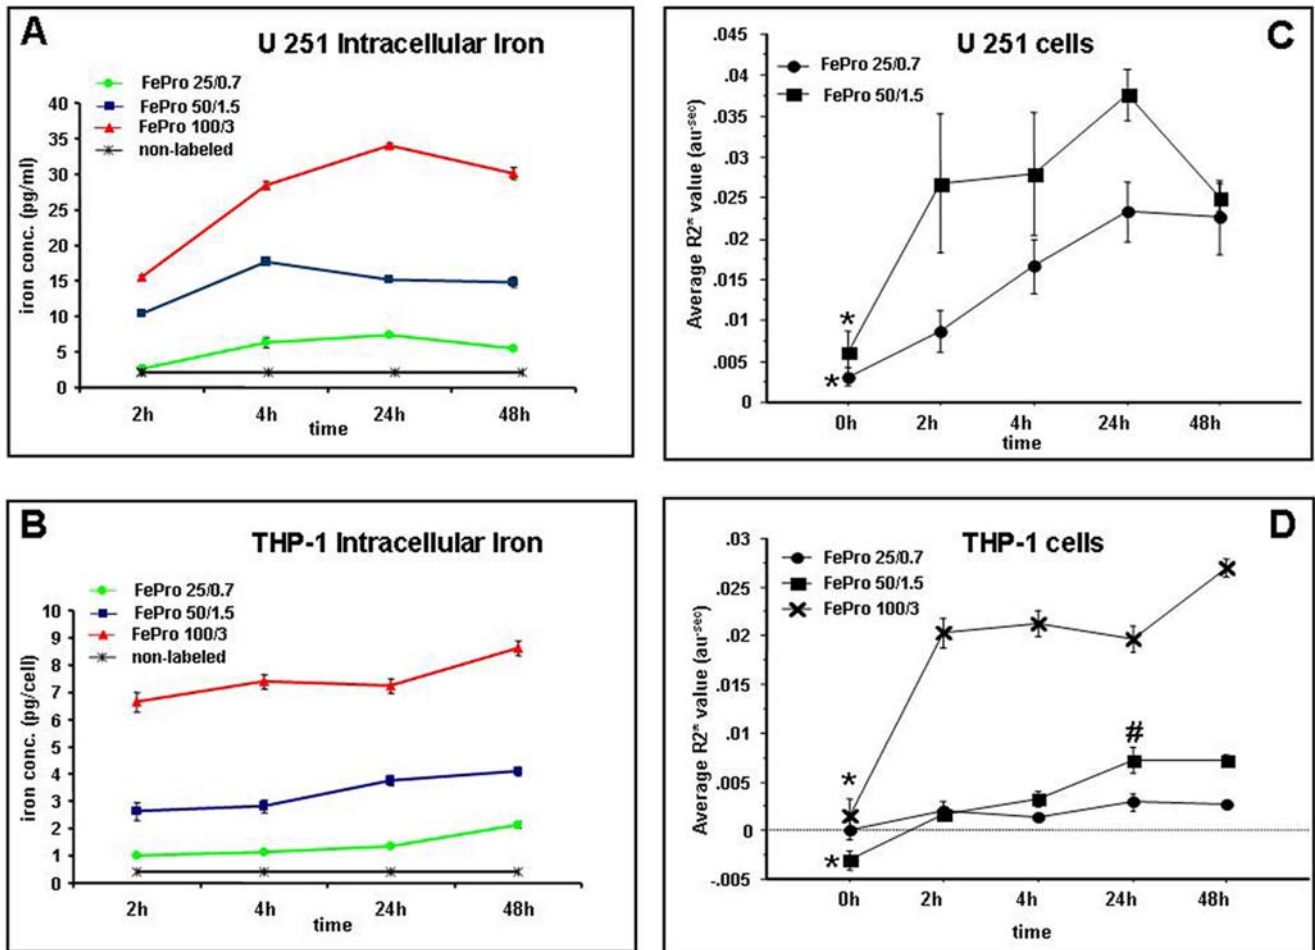 A
U 251 Intracellular Iron
FePro 25/0.7
FePro 50/1.5
FePro 100/3
non-labeled
iron conc. (pg/ml)
40
35
30
25
20
15
10
5
0
2h 4h 24h 48h
time
C
U 251 cells
FePro 25/0.7
FePro 50/1.5
Average R2* value (au-sec)
.045
.04
.035
.03
.025
.02
.015
.01
.005
0
*
*
0h 2h 4h 24h 48h
time
B
THP-1 Intracellular Iron
FePro 25/0.7
FePro 50/1.5
FePro 100/3
non-labeled
iron conc. (pg/cell)
10
9
8
7
6
5
4
3
2
1
0
2h 4h 24h 48h
time
D
THP-1 cells
FePro 25/0.7
FePro 50/1.5
FePro 100/3
Average R2* value (au-sec)
.03
.025
.02
.015
.01
.005
0
-.005
#
*
*
0h 2h 4h 24h 48h
time